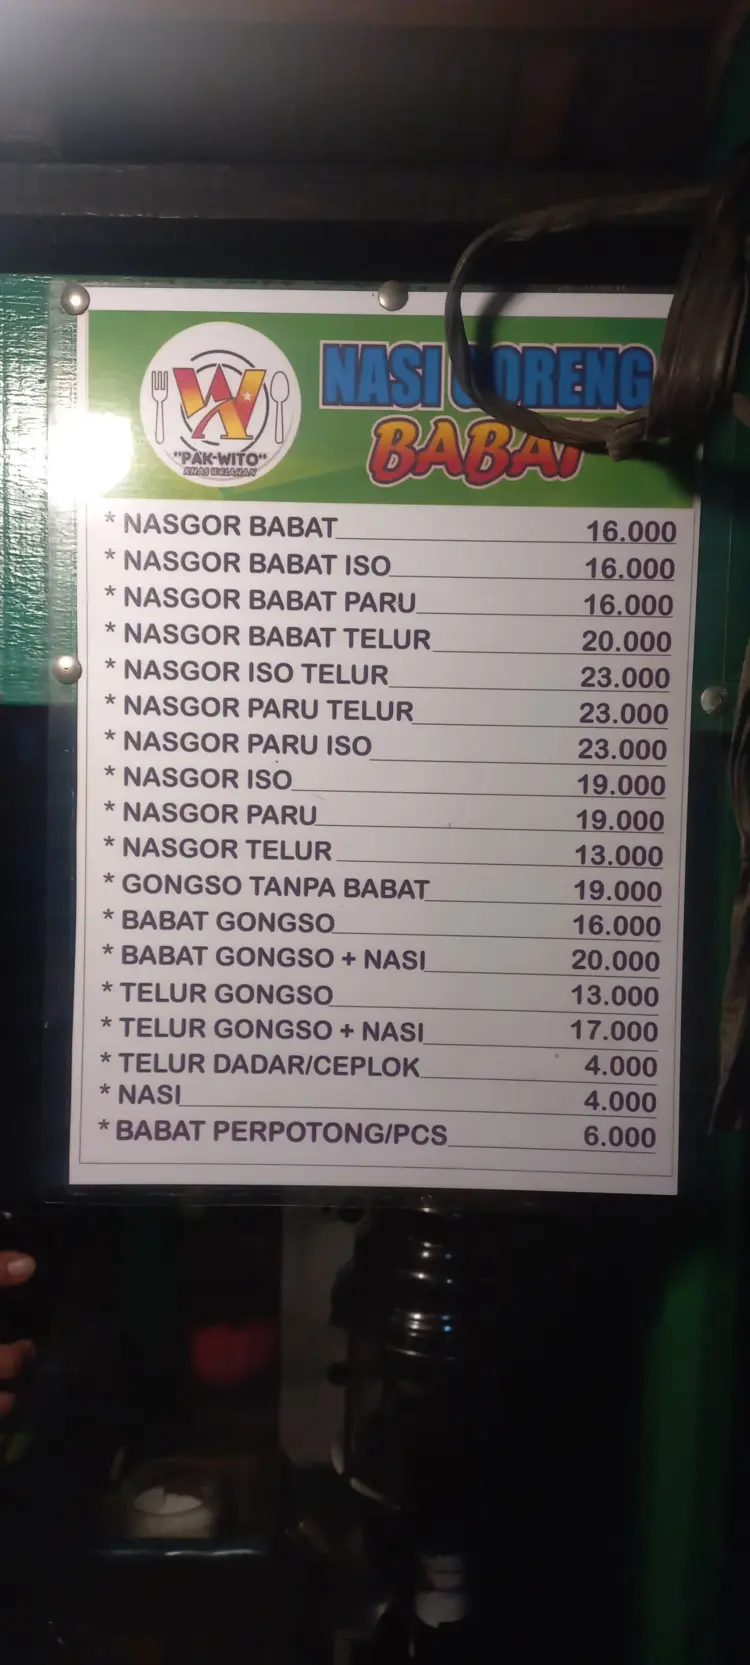 "PAK-WITO"
KHAS WELAHAN
NASI GORENG
BABAT
* NASGOR BABAT 16.000
* NASGOR BABAT ISO 16.000
* NASGOR BABAT PARU 16.000
* NASGOR BABAT TELUR 20.000
* NASGOR ISO TELUR 23.000
* NASGOR PARU TELUR 23.000
* NASGOR PARU ISO 23.000
* NASGOR ISO 19.000
* NASGOR PARU 19.000
* NASGOR TELUR 13.000
* GONGSO TANPA BABAT 19.000
* BABAT GONGSO 16.000
* BABAT GONGSO + NASI 20.000
* TELUR GONGSO 13.000
* TELUR GONGSO + NASI 17.000
* TELUR DADAR/CEPLOK 4.000
* NASI 4.000
* BABAT PERPOTONG/PCS 6.000